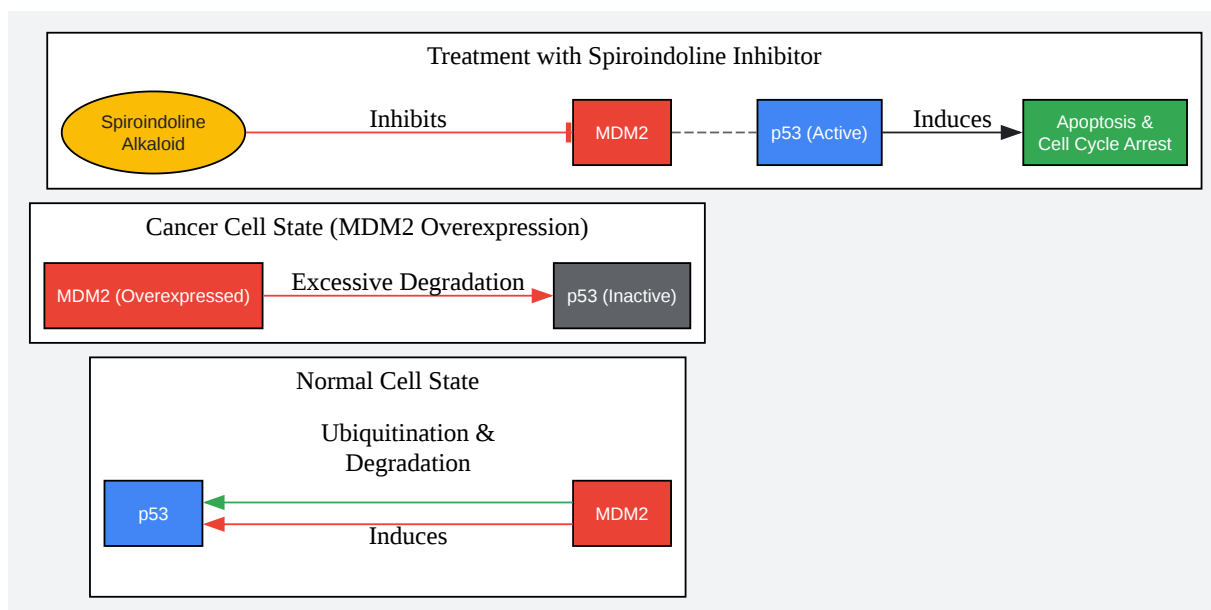 Treatment with Spiroindoline Inhibitor
Spiroindoline
Alkaloid
Inhibits
MDM2
p53 (Active)
Induces
Apoptosis &
Cell Cycle Arrest
Cancer Cell State (MDM2 Overexpression)
MDM2 (Overexpressed)
Excessive Degradation
p53 (Inactive)
Normal Cell State
Ubiquitination &
Degradation
p53
MDM2
Induces